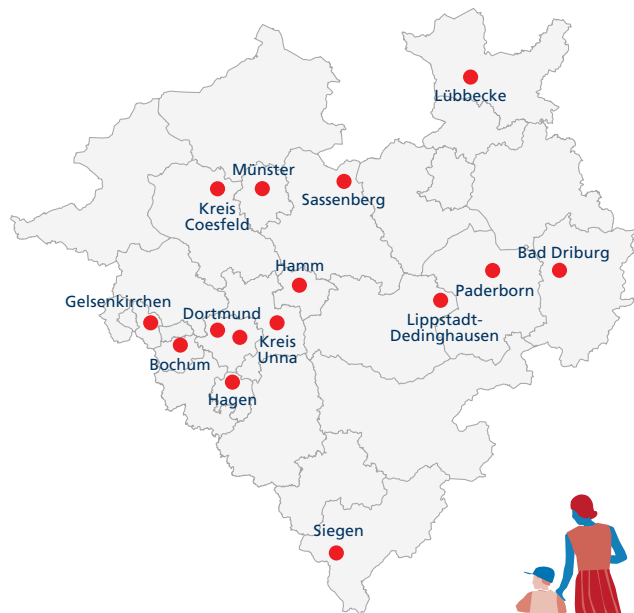 Lübbecke
Münster
Sassenberg
Kreis
Coesfeld
Bad Driburg
Hamm
Paderborn
Gelsenkirchen
Dortmund
Lippstadt-
Dedinghausen
Kreis
Unna
Bochum
Hagen
Siegen